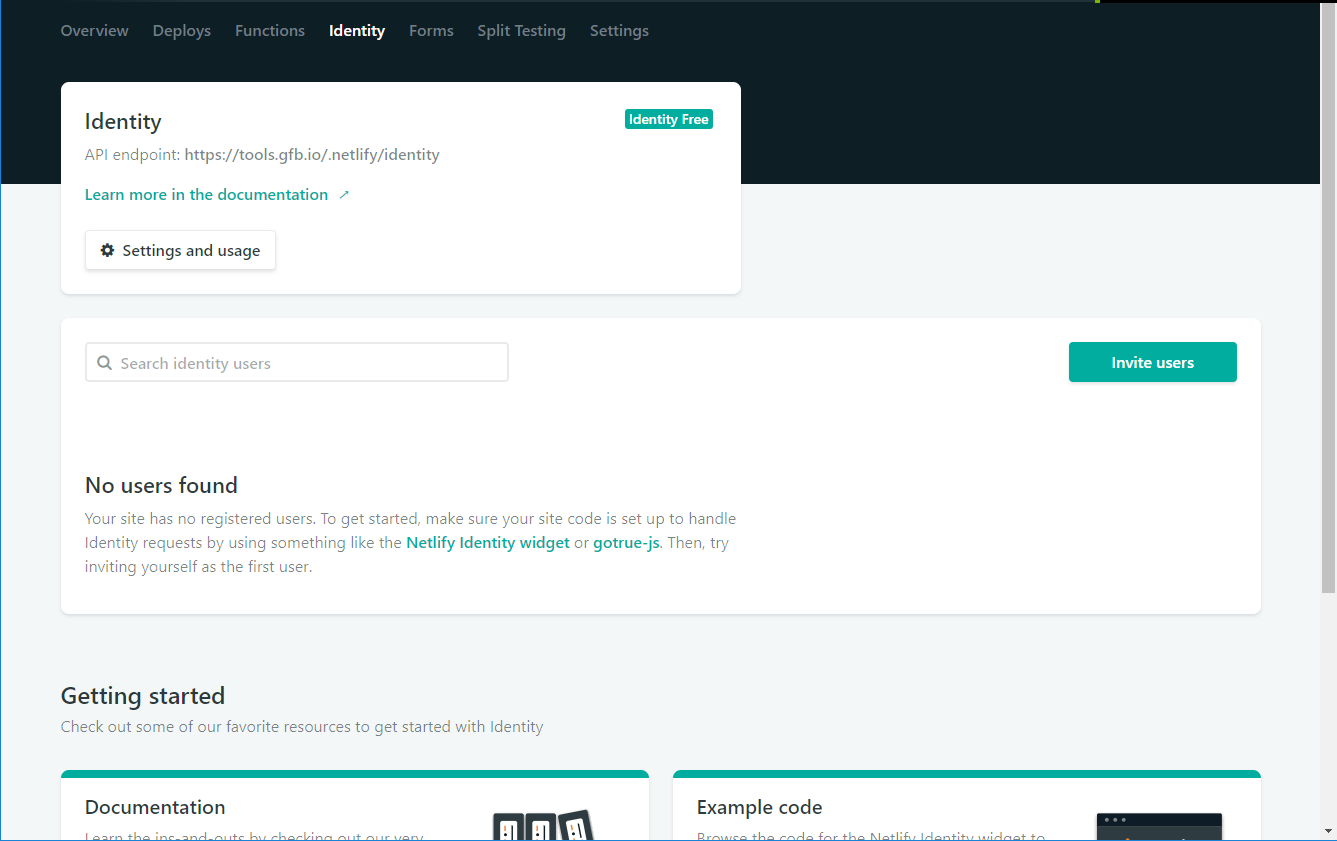 Overview Deploys Functions Identity Forms Split Testing Settings
Identity
Identity Free
API endpoint: https://tools.gfb.io/.netlify/identity
Learn more in the documentation
Settings and usage
Search identity users
Invite users
No users found
Your site has no registered users. To get started, make sure your site code is set up to handle
Identity requests by using something like the Netlify Identity widget or gotrue-js. Then, try
inviting yourself as the first user.
Getting started
Check out some of our favorite resources to get started with Identity
Documentation
Learn the ins-and-outs by checking out our very
Example code
Browse the code for the Netlify Identity widget to